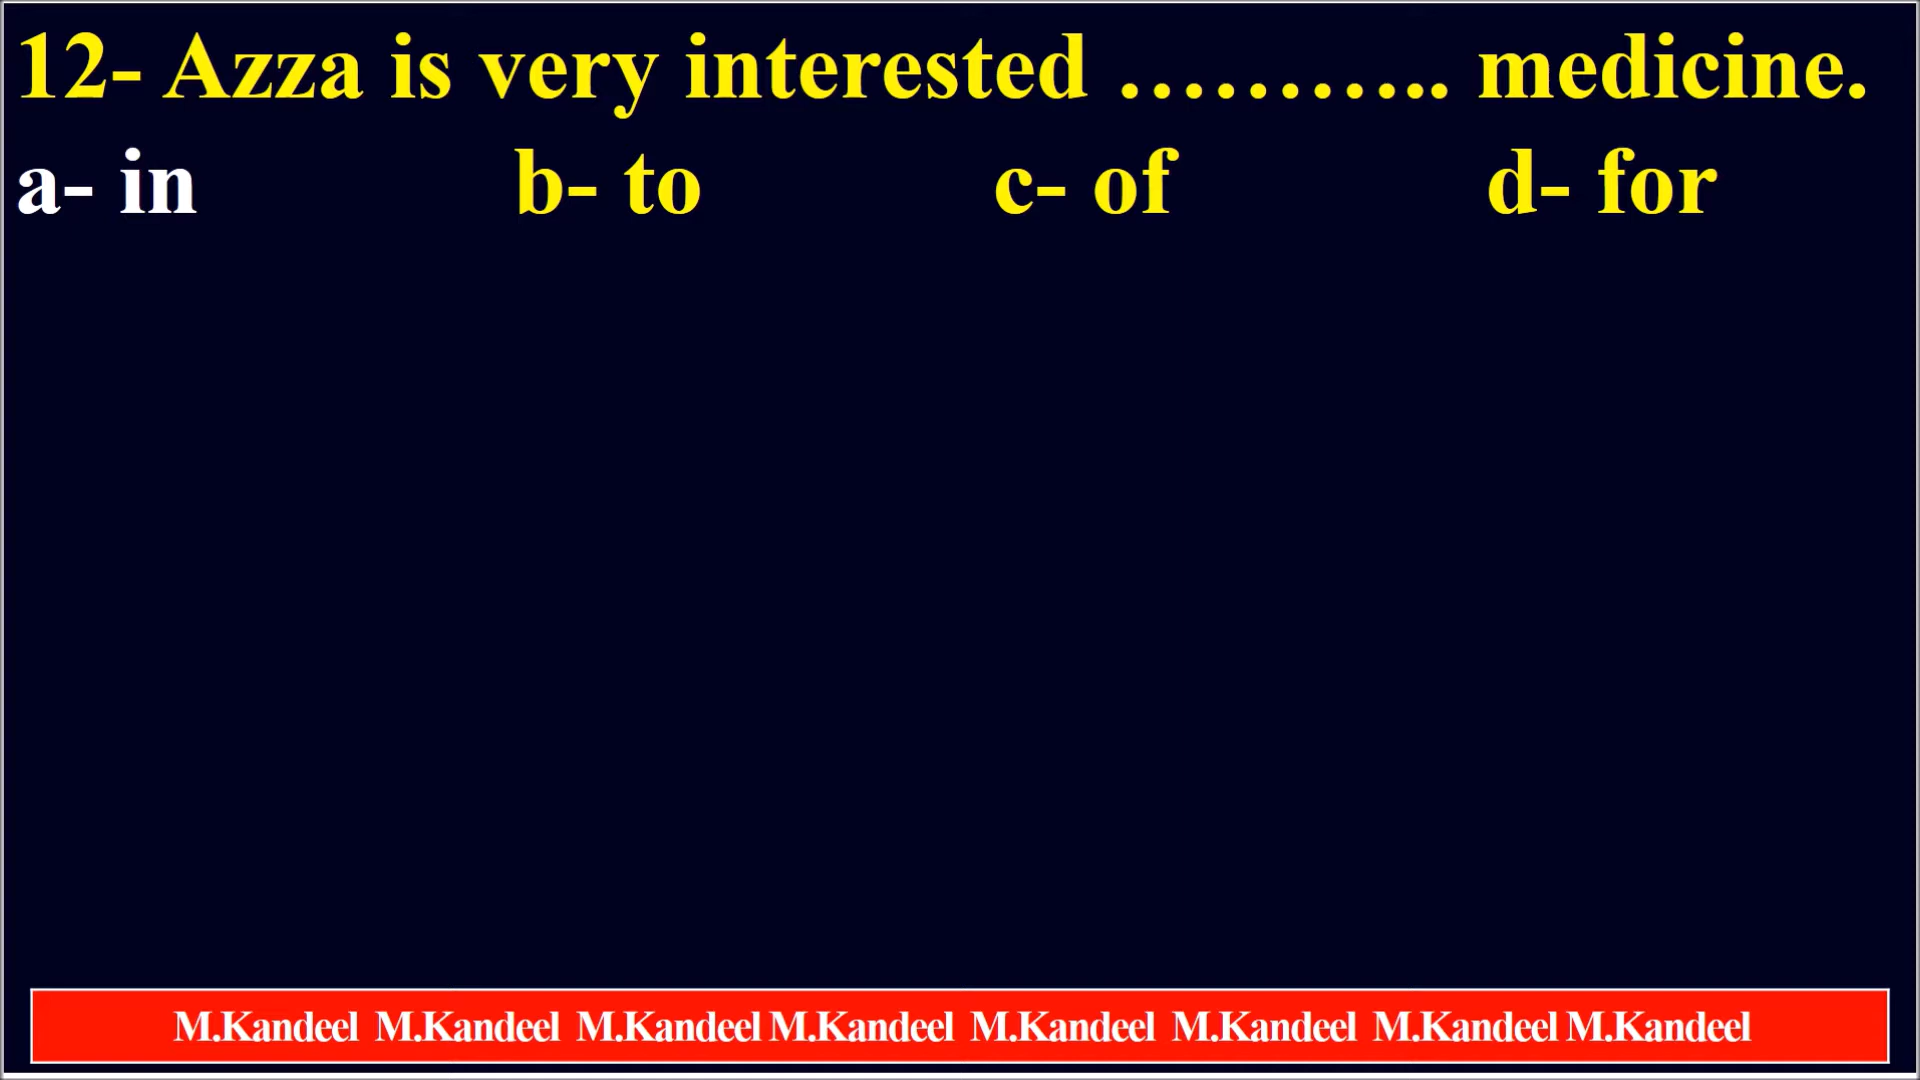 12- Azza is very interested ……….. medicine.
a- in b- to c- of d- for
M.Kandeel M.Kandeel M.Kandeel M.Kandeel M.Kandeel M.Kandeel M.Kandeel M.Kandeel